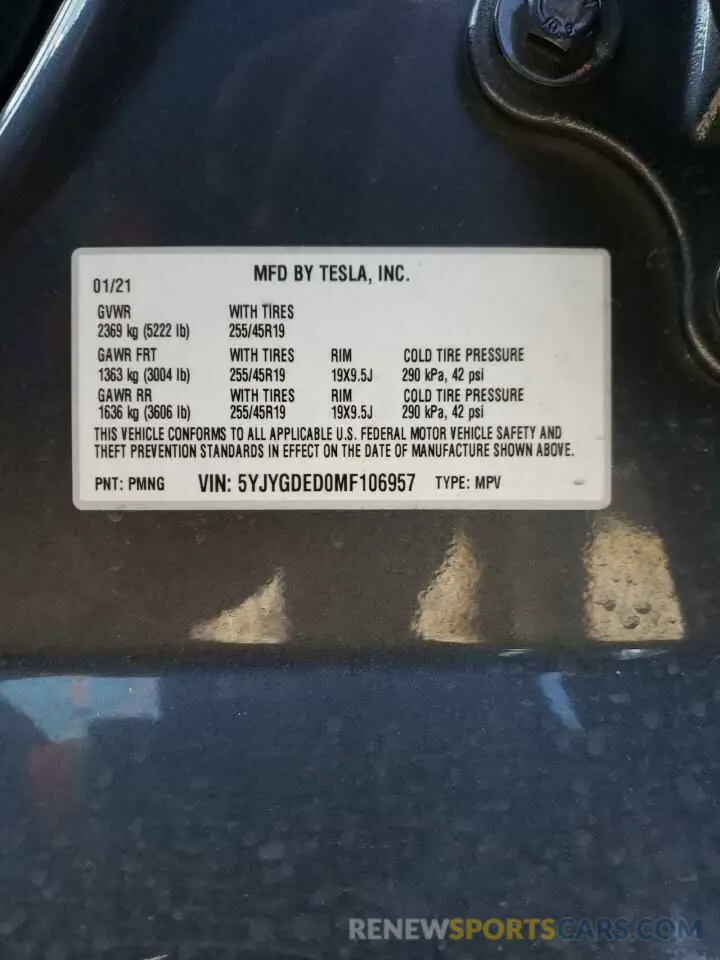 MFD BY TESLA, INC.
01/21
GVWR WITH TIRES
2369 kg (5222 lb) 255/45R19
GAWR FRT WITH TIRES RIM COLD TIRE PRESSURE
1363 kg (3004 lb) 255/45R19 19X9.5J 290 kPa, 42 psi
GAWR RR WITH TIRES RIM COLD TIRE PRESSURE
1636 kg (3606 lb) 255/45R19 19X9.5J 290 kPa, 42 psi
THIS VEHICLE CONFORMS TO ALL APPLICABLE U.S. FEDERAL MOTOR VEHICLE SAFETY AND
THEFT PREVENTION STANDARDS IN EFFECT ON THE DATE OF MANUFACTURE SHOWN ABOVE.
PNT: PMNG VIN: 5YJYGDED0MF106957 TYPE: MPV
RENEWSPORTSCARS.COM